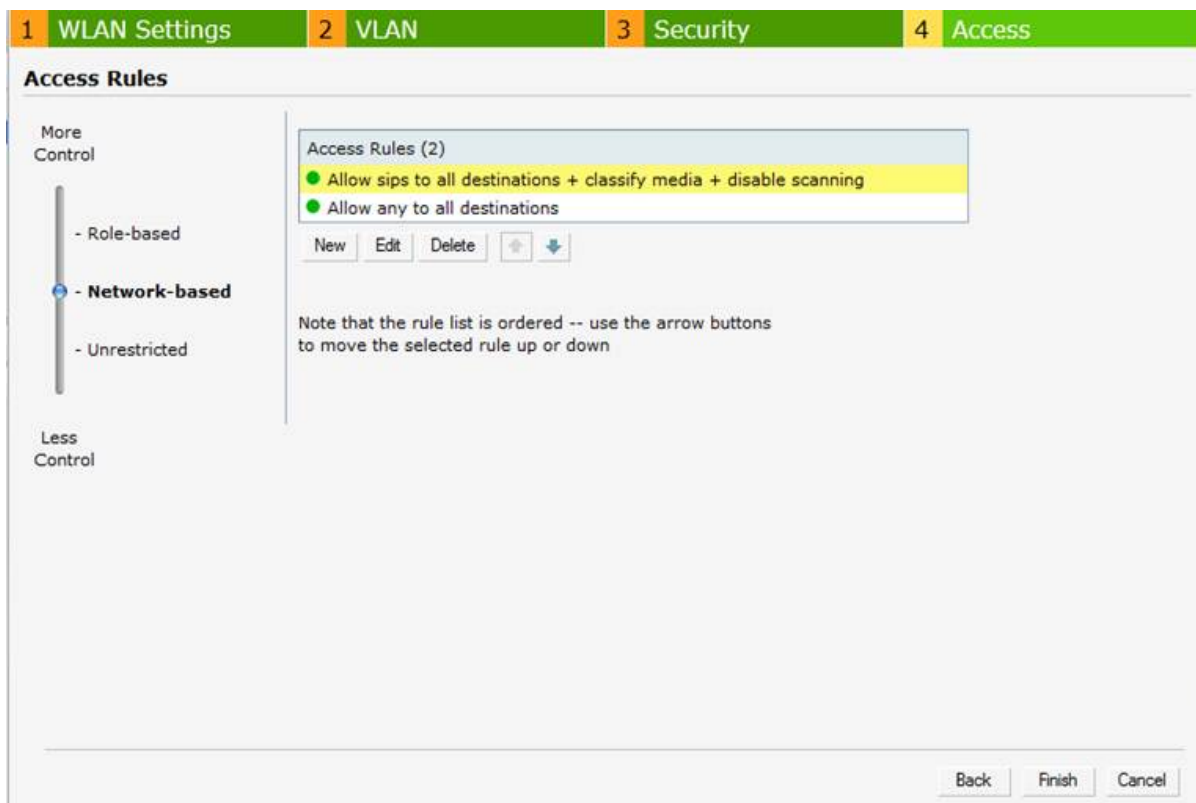 1 WLAN Settings 2 VLAN 3 Security 4 Access
Access Rules
More
Control
- Role-based
- Network-based
- Unrestricted
Less
Control
Access Rules (2)
Allow sips to all destinations + classify media + disable scanning
Allow any to all destinations
New Edit Delete
Note that the rule list is ordered -- use the arrow buttons
to move the selected rule up or down
Back Finish Cancel